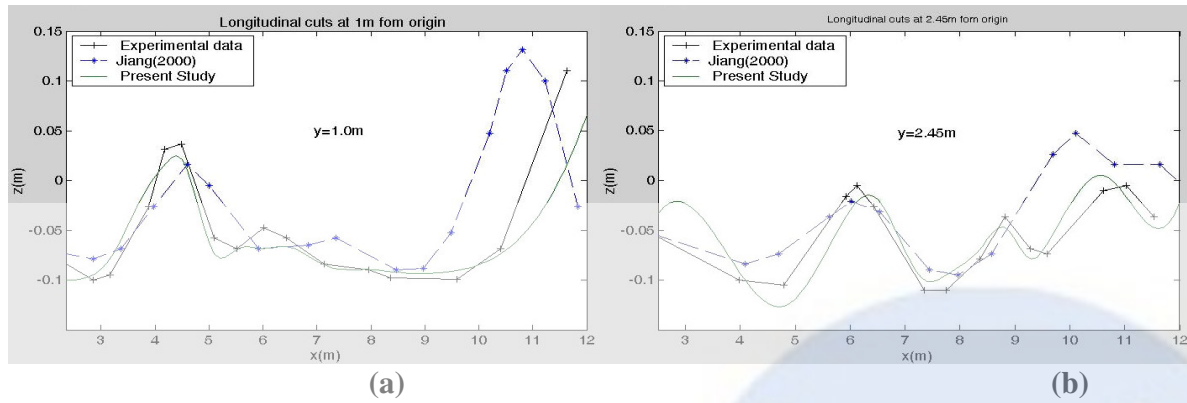 Longitudinal cuts at 1m fom origin
0.15
0.1
0.05
0
-0.05
-0.1
z(m)
Experimental data
Jiang(2000)
Present Study
y=1.0m
3 4 5 6 7 8 9 10 11 12
x(m)
(a)
Longitudinal cuts at 2.45m fom origin
0.15
0.1
0.05
0
-0.05
-0.1
z(m)
Experimental data
Jiang(2000)
Present Study
y=2.45m
3 4 5 6 7 8 9 10 11 12
x(m)
(b)